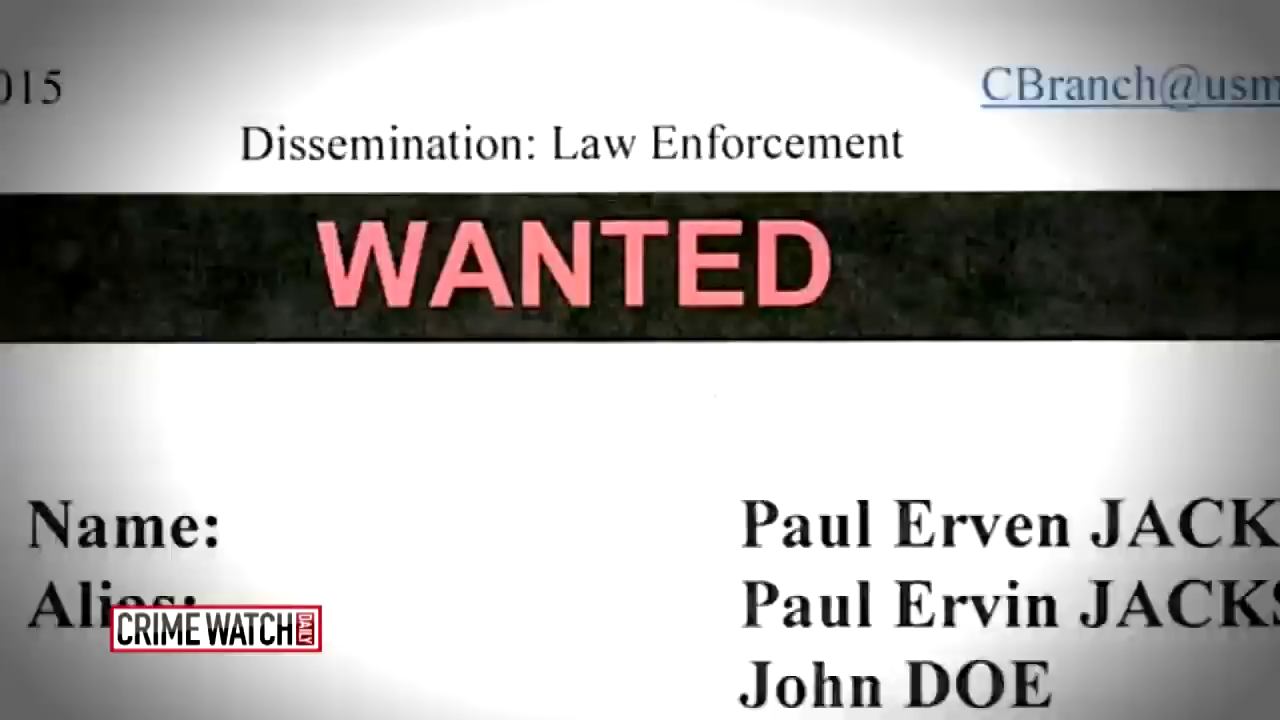 015
CBranch@usm
Dissemination: Law Enforcement
WANTED
Name: Paul Erven JACK
Alias: Paul Ervin JACKS
John DOE
CRIME WATCH DAILY